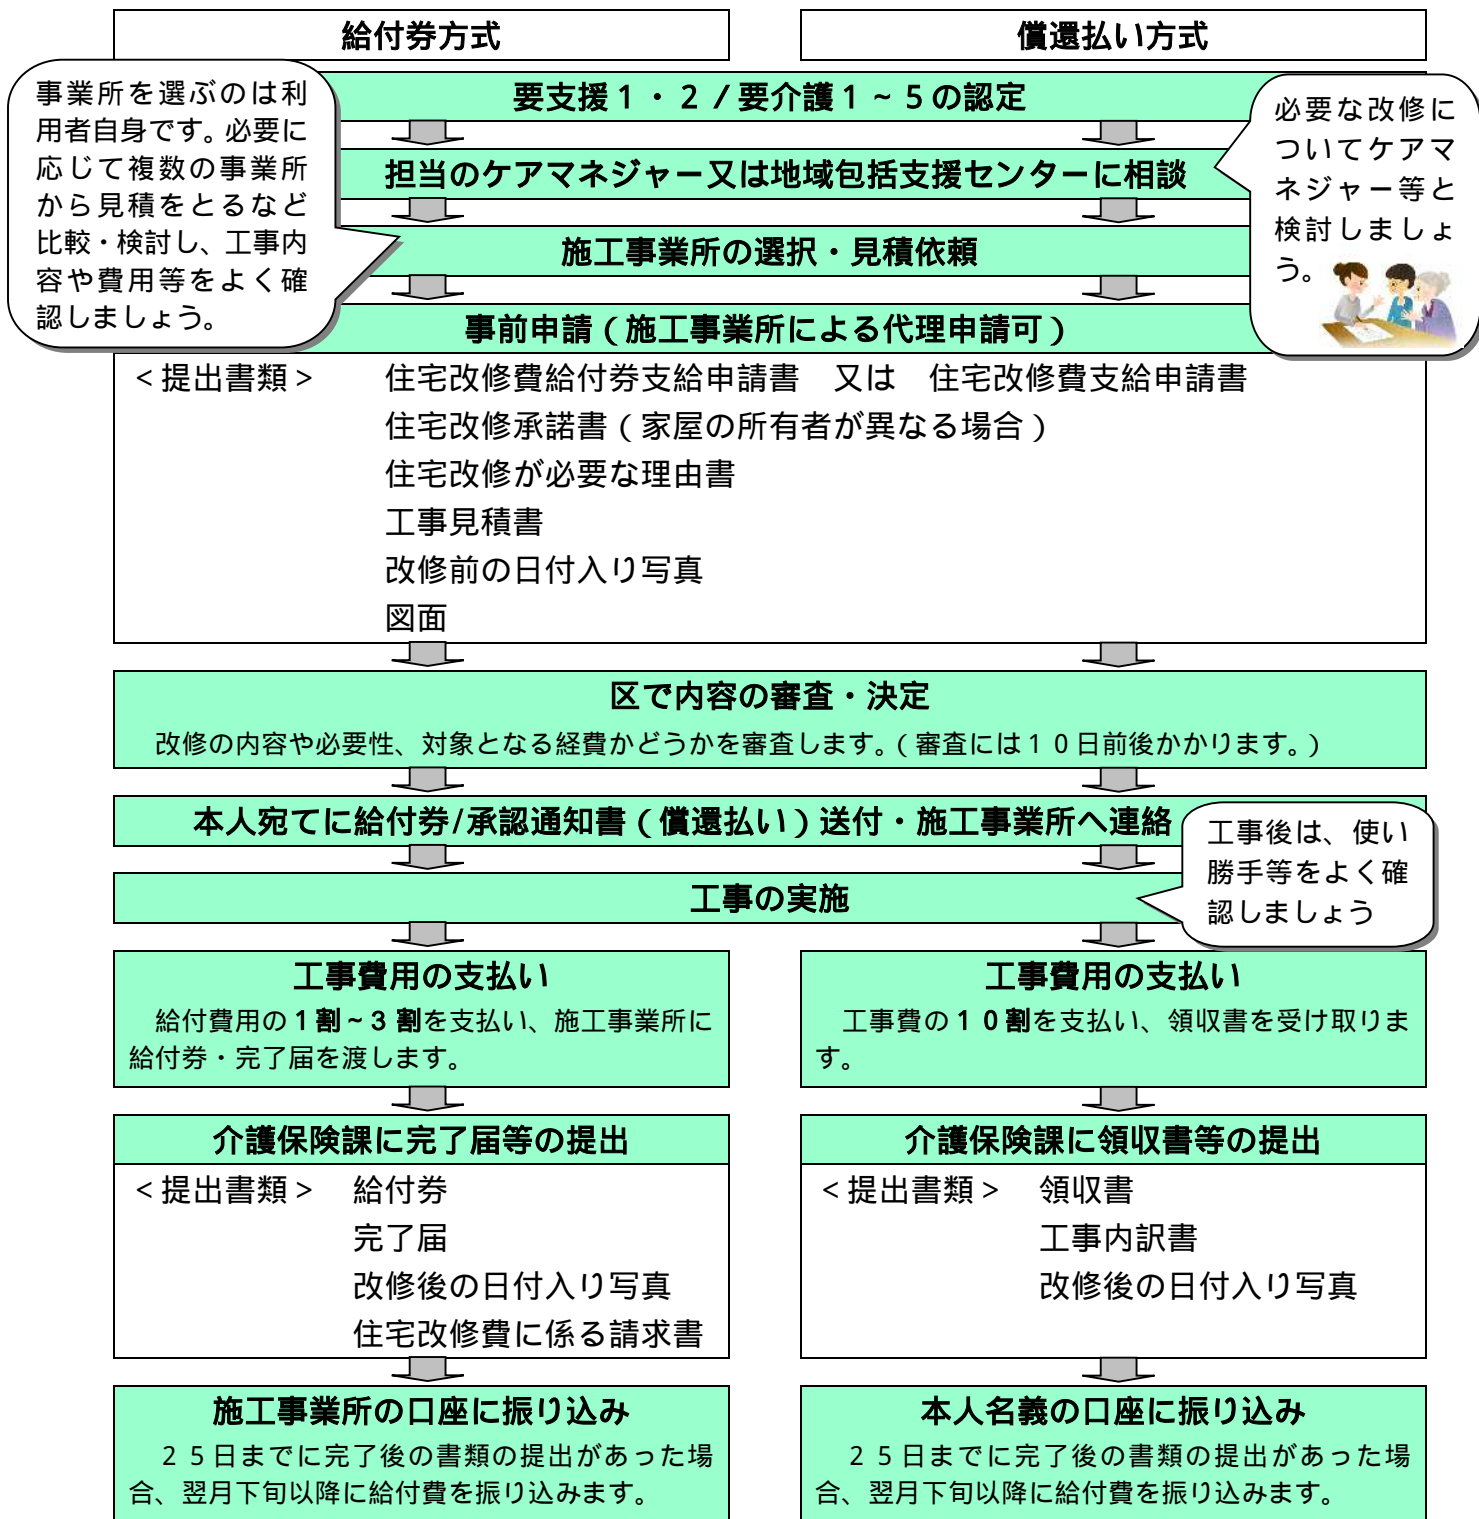 給付券方式
償還払い方式
要支援１・２／要介護１～５の認定
事業所を選ぶのは利
用者自身です。必要に
応じて複数の事業所
から見積をとるなど
比較・検討し、工事内
容や費用等をよく確
認しましょう。
必要な改修に
ついてケアマ
ネジャー等と
検討しましょ
う。
担当のケアマネジャー又は地域包括支援センターに相談
施工事業所の選択・見積依頼
事前申請（施工事業所による代理申請可）
＜提出書類＞　住宅改修費給付券支給申請書　又は　住宅改修費支給申請書
住宅改修承諾書（家屋の所有者が異なる場合）
住宅改修が必要な理由書
工事見積書
改修前の日付入り写真
図面
区で内容の審査・決定
改修の内容や必要性、対象となる経費かどうかを審査します。（審査には１０日前後かかります。）
本人宛てに給付券/承認通知書（償還払い）送付・施工事業所へ連絡
工事後は、使い
勝手等をよく確
認しましょう
工事の実施
工事費用の支払い
給付費用の１割～３割を支払い、施工事業所に
給付券・完了届を渡します。
工事費用の支払い
工事費の１０割を支払い、領収書を受け取りま
す。
介護保険課に完了届等の提出
＜提出書類＞　給付券
完了届
改修後の日付入り写真
住宅改修費に係る請求書
介護保険課に領収書等の提出
＜提出書類＞　領収書
工事内訳書
改修後の日付入り写真
施工事業所の口座に振り込み
２５日までに完了後の書類の提出があった場
合、翌月下旬以降に給付費を振り込みます。
本人名義の口座に振り込み
２５日までに完了後の書類の提出があった場
合、翌月下旬以降に給付費を振り込みます。